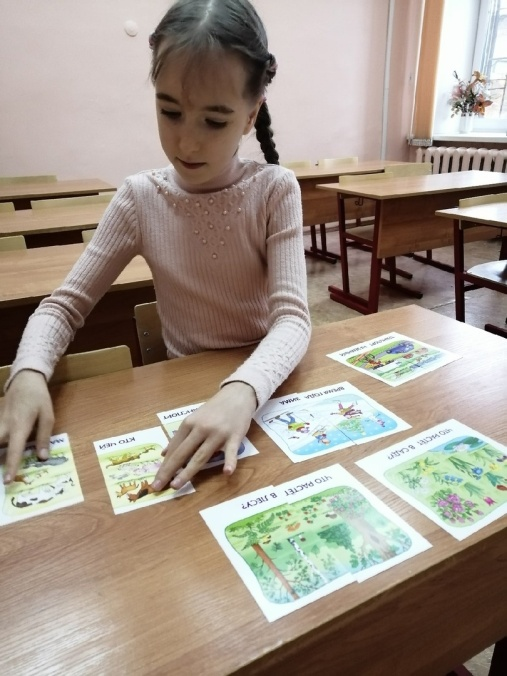 ВРЕМЯ ГОДА: ЗИМА
КТО ЧЕЙ
ЧТО РАСТЕТ В САДУ?
ЧТО РАСТЕТ В ЛЕСУ?